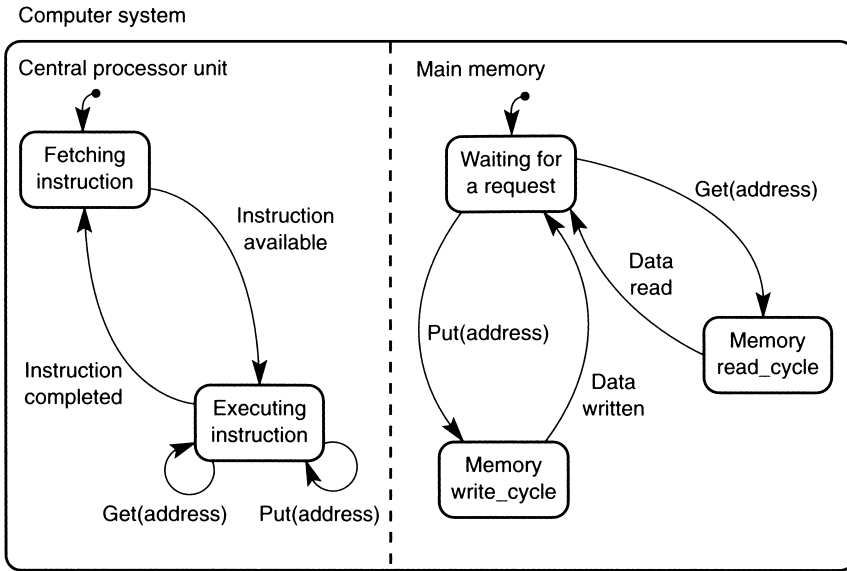 Computer system
Central processor unit
Fetching
instruction
Instruction
available
Instruction
completed
Executing
instruction
Get(address)
Put(address)
Main memory
Waiting for
a request
Get(address)
Data
read
Put(address)
Memory
read_cycle
Data
written
Memory
write_cycle